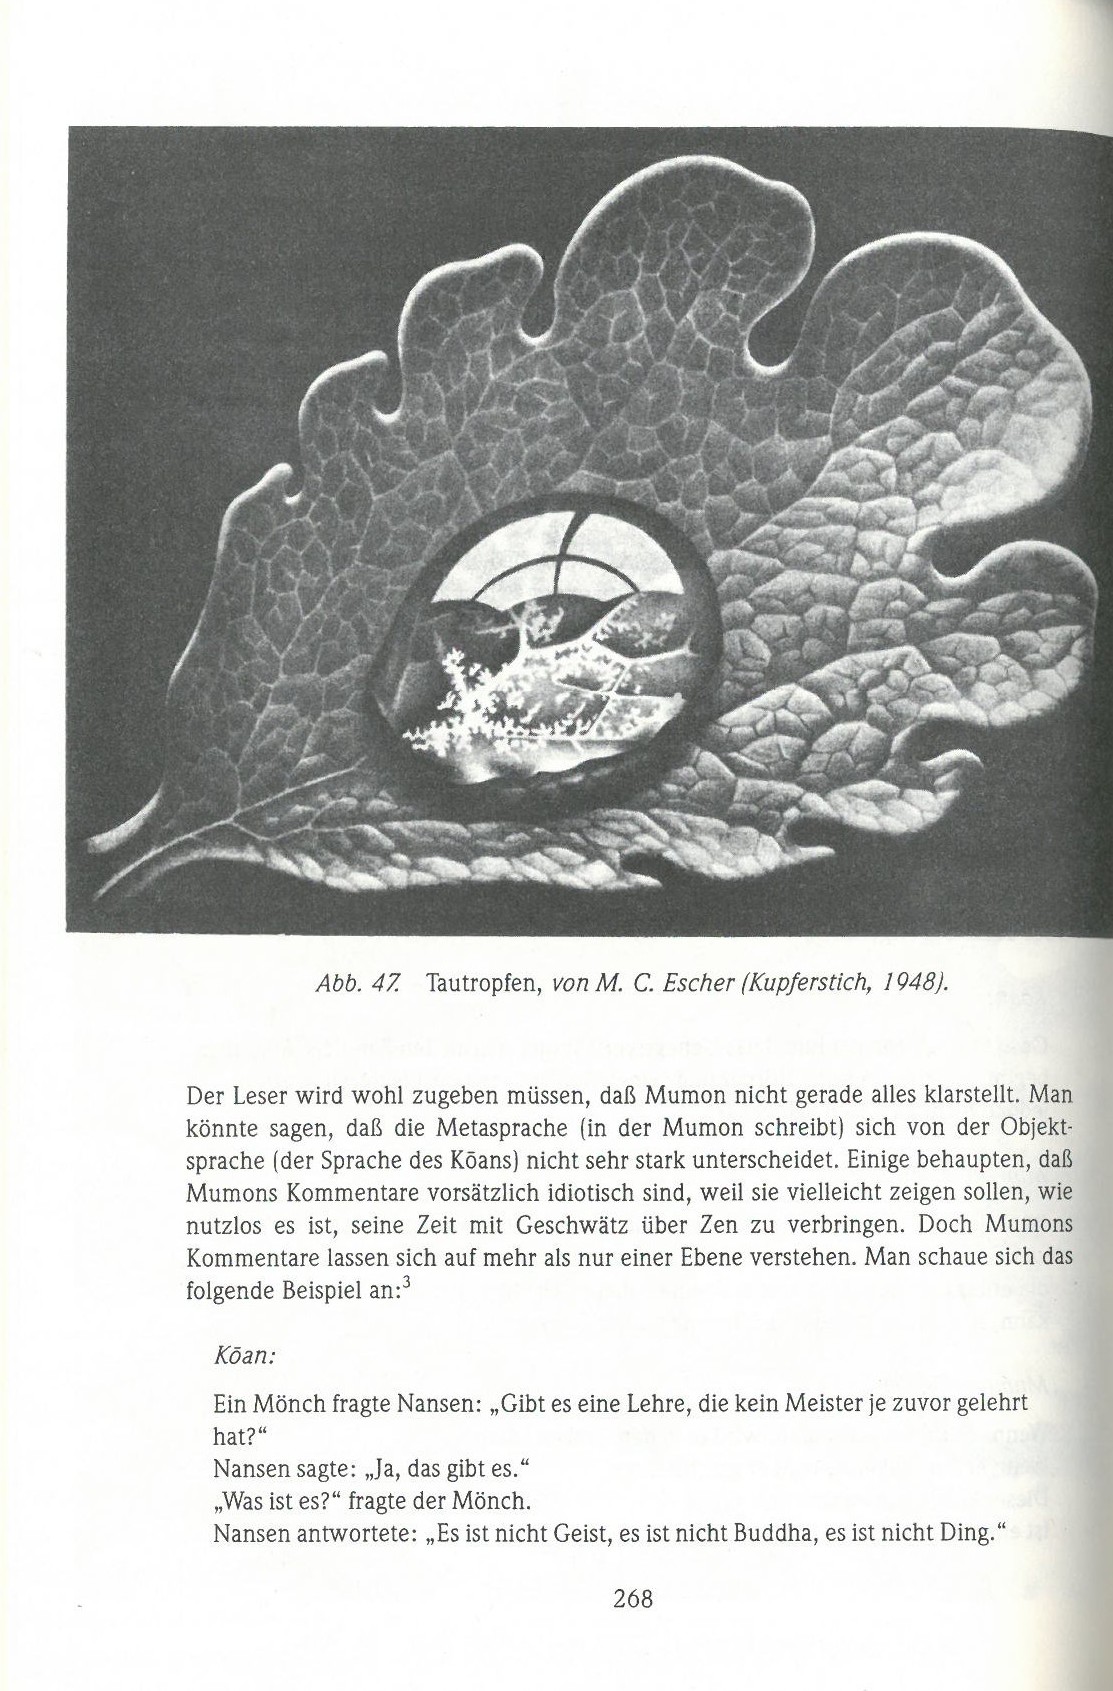 Abb. 47. Tautropfen, von M. C. Escher (Kupferstich, 1948).
Der Leser wird wohl zugeben müssen, daß Mumon nicht gerade alles klarstellt. Man
könnte sagen, daß die Metasprache (in der Mumon schreibt) sich von der Objekt-
sprache (der Sprache des Kōans) nicht sehr stark unterscheidet. Einige behaupten, daß
Mumons Kommentare vorsätzlich idiotisch sind, weil sie vielleicht zeigen sollen, wie
nutzlos es ist, seine Zeit mit Geschwätz über Zen zu verbringen. Doch Mumons
Kommentare lassen sich auf mehr als nur einer Ebene verstehen. Man schaue sich das
folgende Beispiel an:³
Kōan:
Ein Mönch fragte Nansen: „Gibt es eine Lehre, die kein Meister je zuvor gelehrt
hat?“
Nansen sagte: „Ja, das gibt es.“
„Was ist es?“ fragte der Mönch.
Nansen antwortete: „Es ist nicht Geist, es ist nicht Buddha, es ist nicht Ding.“
268